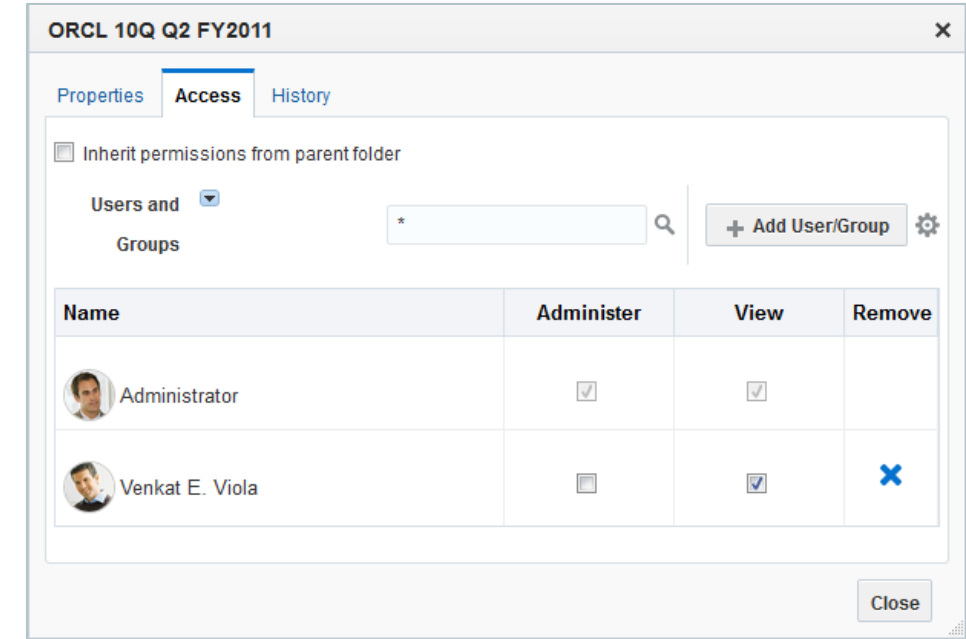 ORCL 10Q Q2 FY2011
Properties Access History
Inherit permissions from parent folder
Users and
Groups
*
Add User/Group
Name Administer View Remove
Administrator
Venkat E. Viola
Close